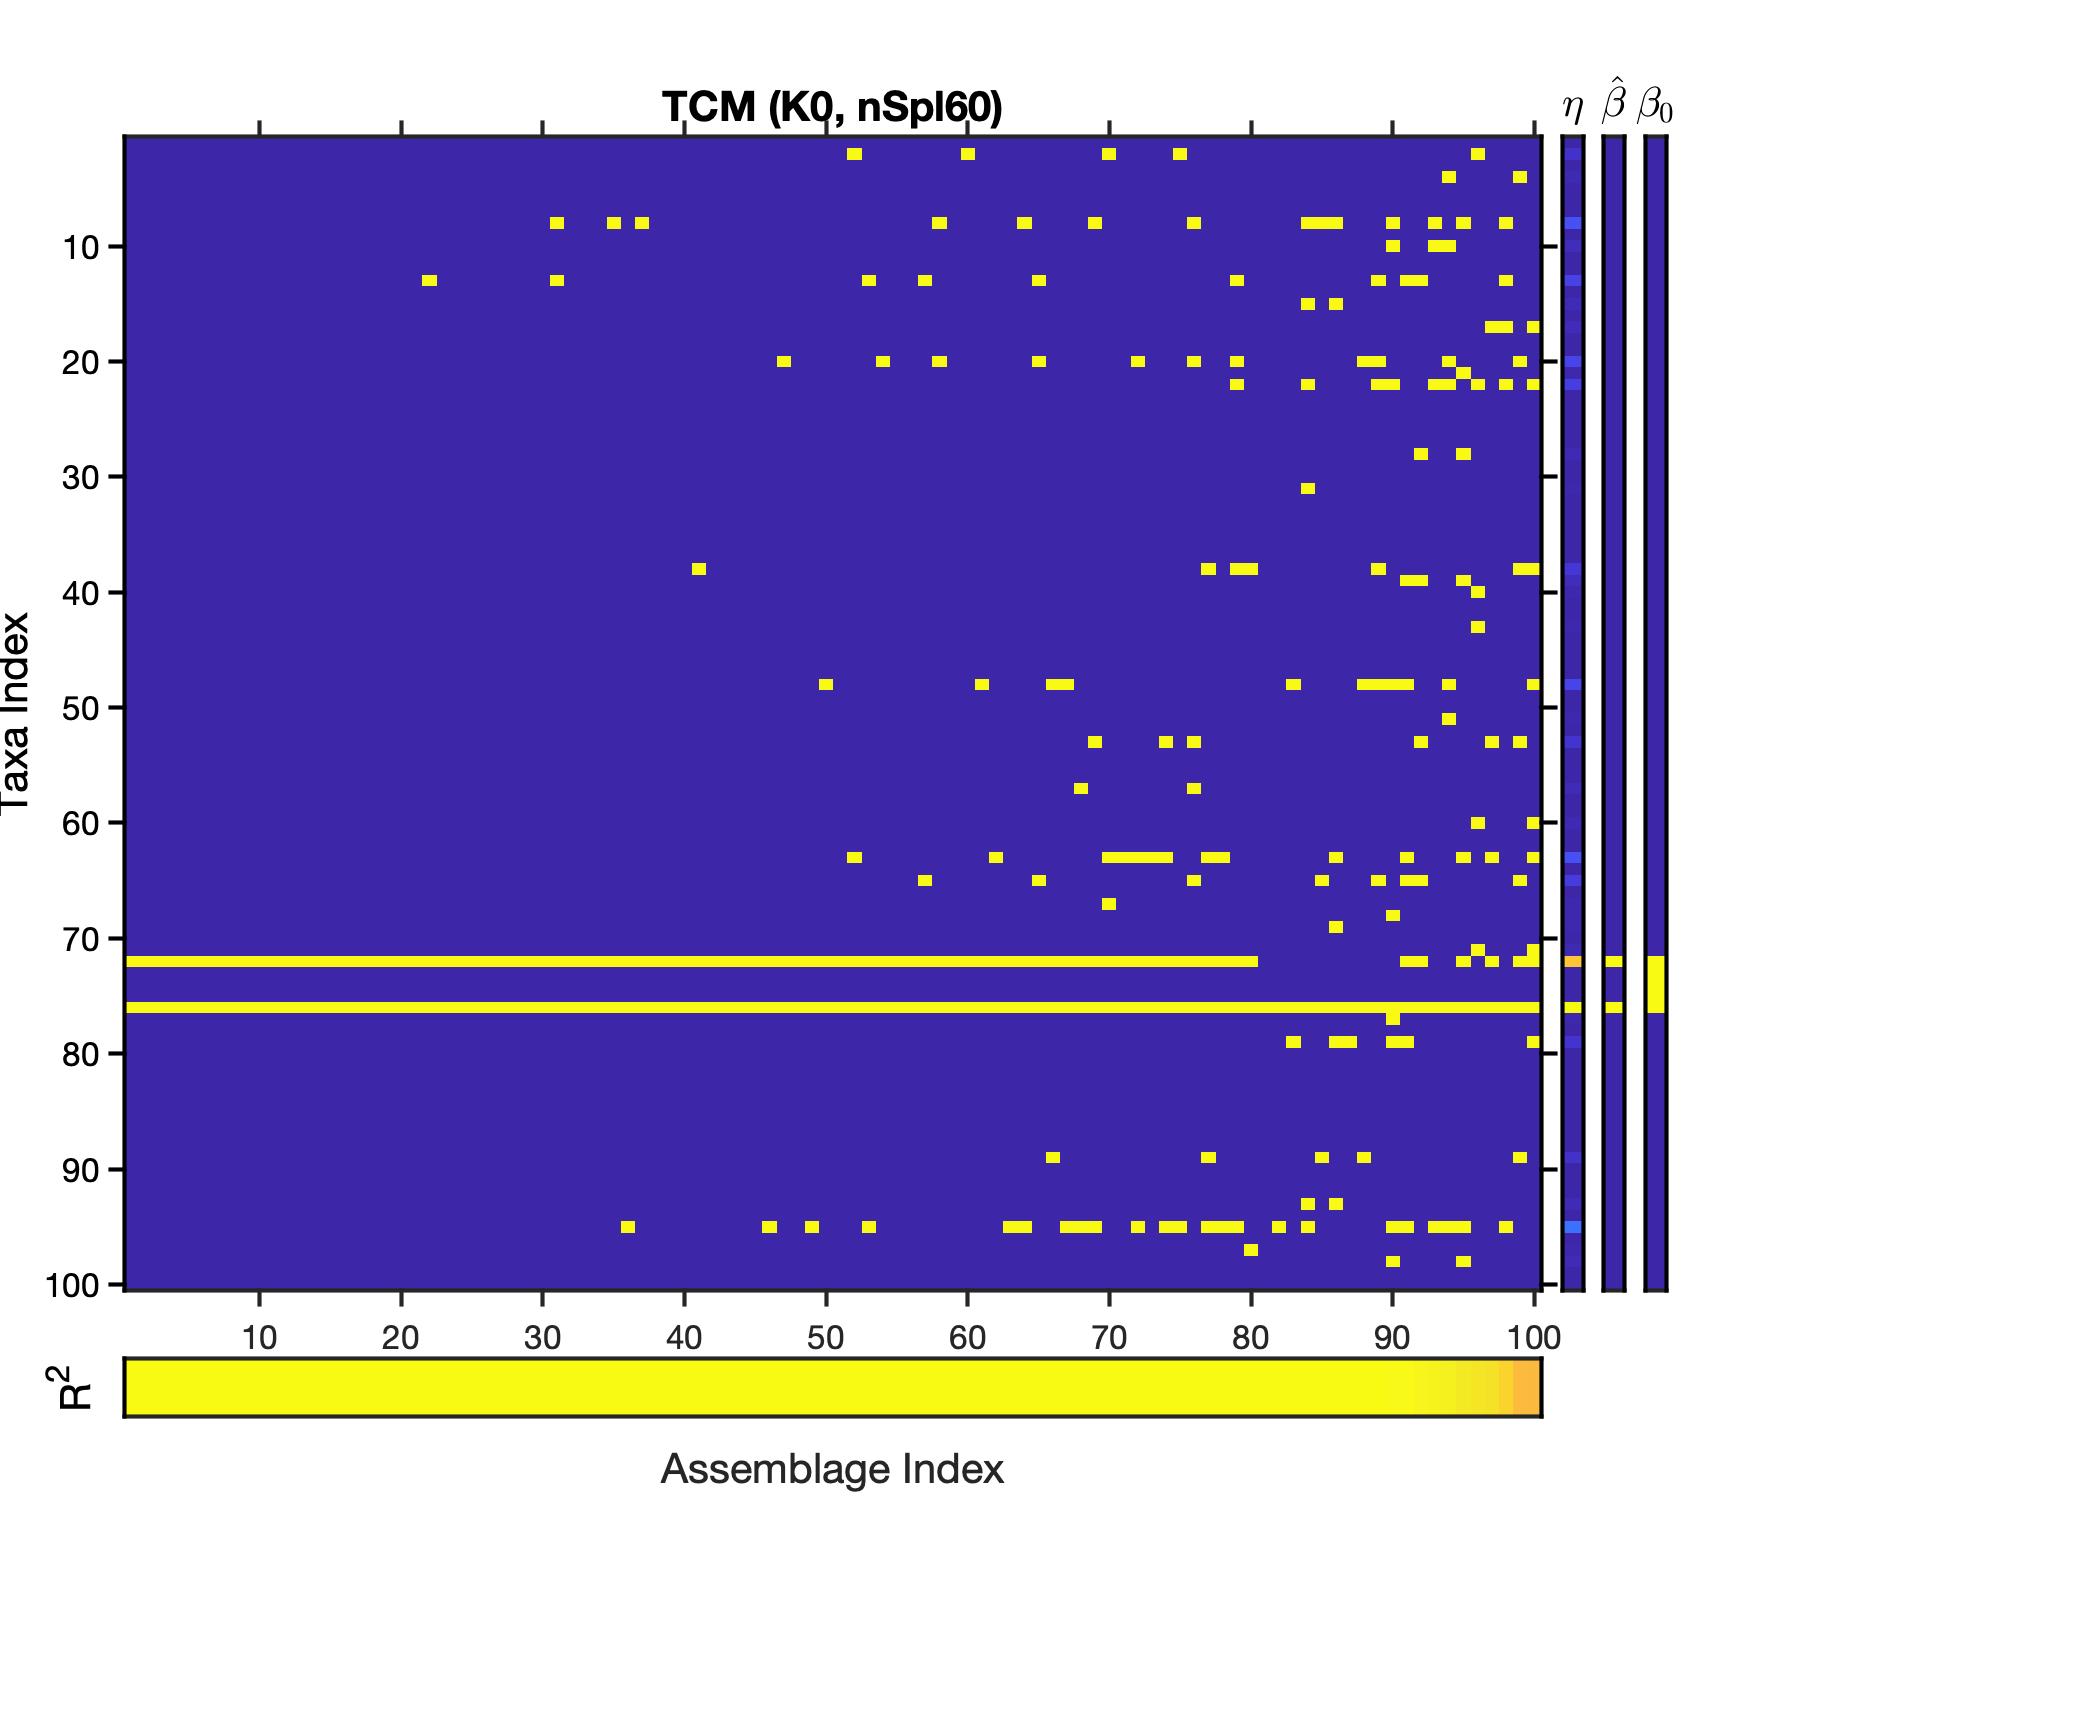 TCM (K0, nSpl60)
η β̂ β₀
10
20
30
40
50
60
70
80
90
100
Taxa Index
10 20 30 40 50 60 70 80 90 100
R²
Assemblage Index